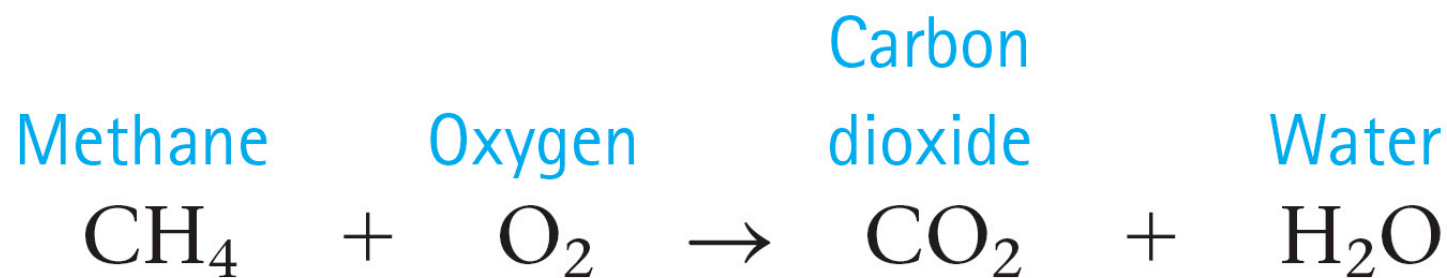 Carbon
Methane Oxygen dioxide Water
CH₄ + O₂ → CO₂ + H₂O